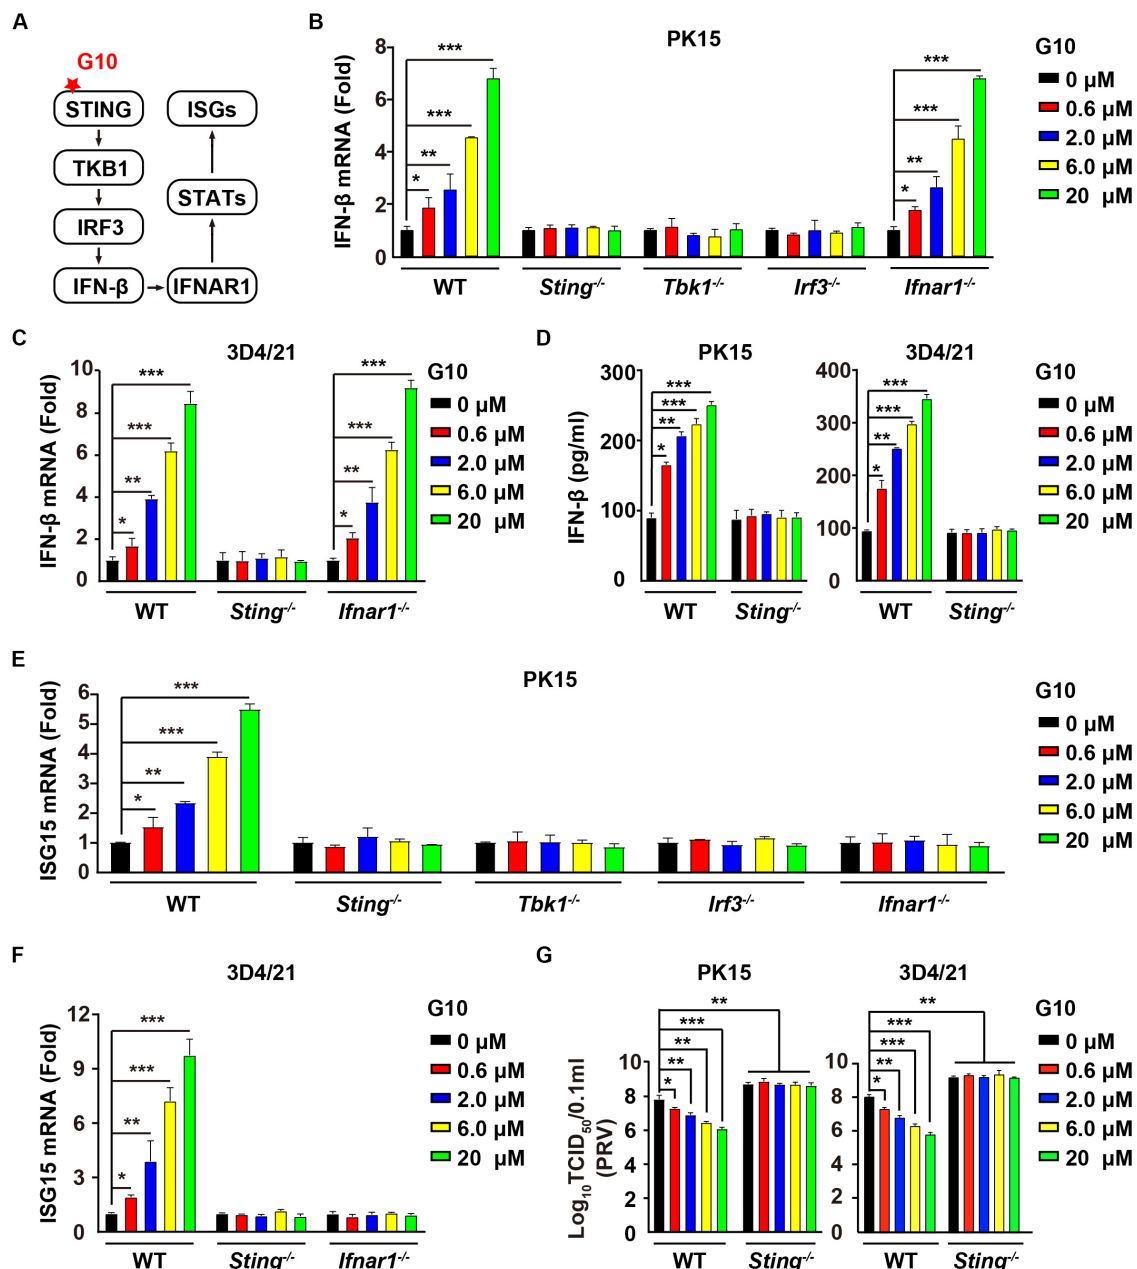 A
G10
STING
TKB1
IRF3
IFN-β
IFNAR1
STATs
ISGs
B
PK15
IFN-β mRNA (Fold)
8
6
4
2
0
*
**
***
***
*
**
***
***
WT
Sting-/-
Tbk1-/-
Irf3-/-
Ifnar1-/-
G10
0 μM
0.6 μM
2.0 μM
6.0 μM
20 μM
C
3D4/21
IFN-β mRNA (Fold)
10
8
6
4
2
0
***
***
**
*
***
***
**
*
WT
Sting-/-
Ifnar1-/-
G10
0 μM
0.6 μM
2.0 μM
6.0 μM
20 μM
D
PK15
IFN-β (pg/ml)
300
200
100
0
***
***
**
*
WT
Sting-/-
3D4/21
400
300
200
100
0
***
***
**
*
WT
Sting-/-
G10
0 μM
0.6 μM
2.0 μM
6.0 μM
20 μM
E
PK15
ISG15 mRNA (Fold)
6
5
4
3
2
1
0
***
***
**
*
WT
Sting-/-
Tbk1-/-
Irf3-/-
Ifnar1-/-
G10
0 μM
0.6 μM
2.0 μM
6.0 μM
20 μM
F
3D4/21
ISG15 mRNA (Fold)
12
9
6
3
0
***
***
**
*
WT
Sting-/-
Ifnar1-/-
G10
0 μM
0.6 μM
2.0 μM
6.0 μM
20 μM
G
PK15
Log10 TCID50/0.1ml
(PRV)
10
8
6
4
2
0
**
***
**
**
*
WT
Sting-/-
3D4/21
10
8
6
4
2
0
**
***
***
**
*
WT
Sting-/-
G10
0 μM
0.6 μM
2.0 μM
6.0 μM
20 μM